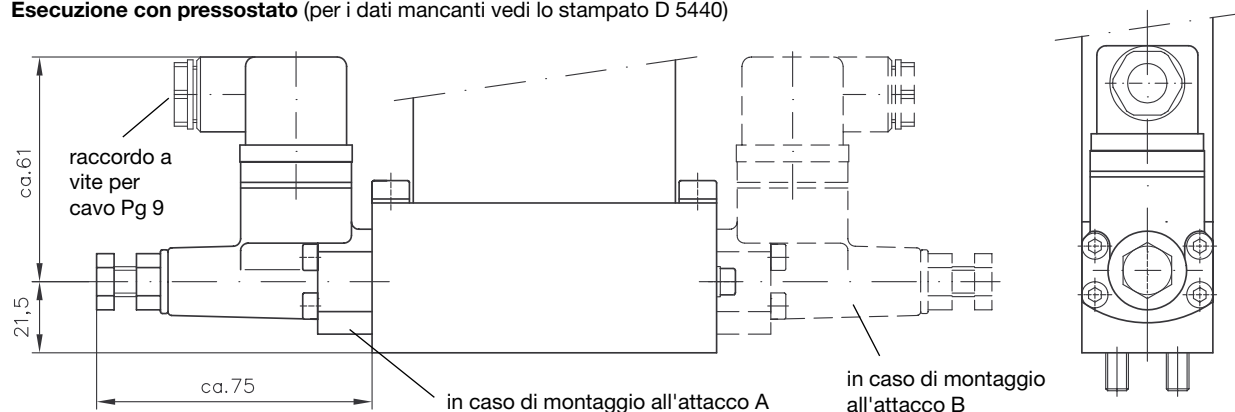 Esecuzione con pressostato (per i dati mancanti vedi lo stampato D 5440)
ca.61
raccordo a
vite per
cavo Pg 9
21,5
ca.75
in caso di montaggio all'attacco A
in caso di montaggio
all'attacco B